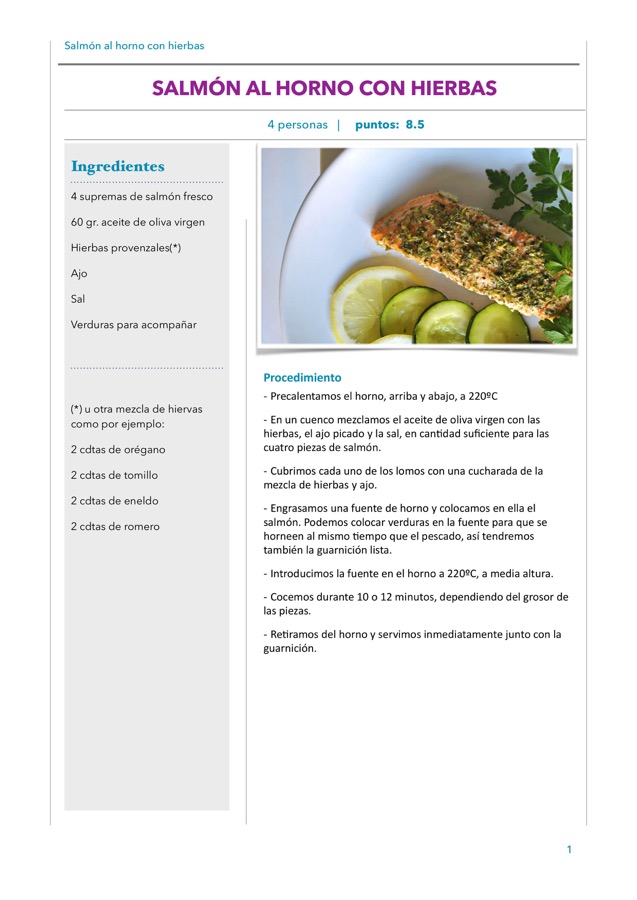 Salmón al horno con hierbas
SALMÓN AL HORNO CON HIERBAS
4 personas | puntos: 8.5
Ingredientes
4 supremas de salmón fresco
60 gr. aceite de oliva virgen
Hierbas provenzales(*)
Ajo
Sal
Verduras para acompañar
(*) u otra mezcla de hiervas
como por ejemplo:
2 cdtas de orégano
2 cdtas de tomillo
2 cdtas de eneldo
2 cdtas de romero
Procedimiento
- Precalentamos el horno, arriba y abajo, a 220ºC
- En un cuenco mezclamos el aceite de oliva virgen con las
hierbas, el ajo picado y la sal, en cantidad suficiente para las
cuatro piezas de salmón.
- Cubrimos cada uno de los lomos con una cucharada de la
mezcla de hierbas y ajo.
- Engrasamos una fuente de horno y colocamos en ella el
salmón. Podemos colocar verduras en la fuente para que se
horneen al mismo tiempo que el pescado, así tendremos
también la guarnición lista.
- Introducimos la fuente en el horno a 220ºC, a media altura.
- Cocemos durante 10 o 12 minutos, dependiendo del grosor de
las piezas.
- Retiramos del horno y servimos inmediatamente junto con la
guarnición.
1